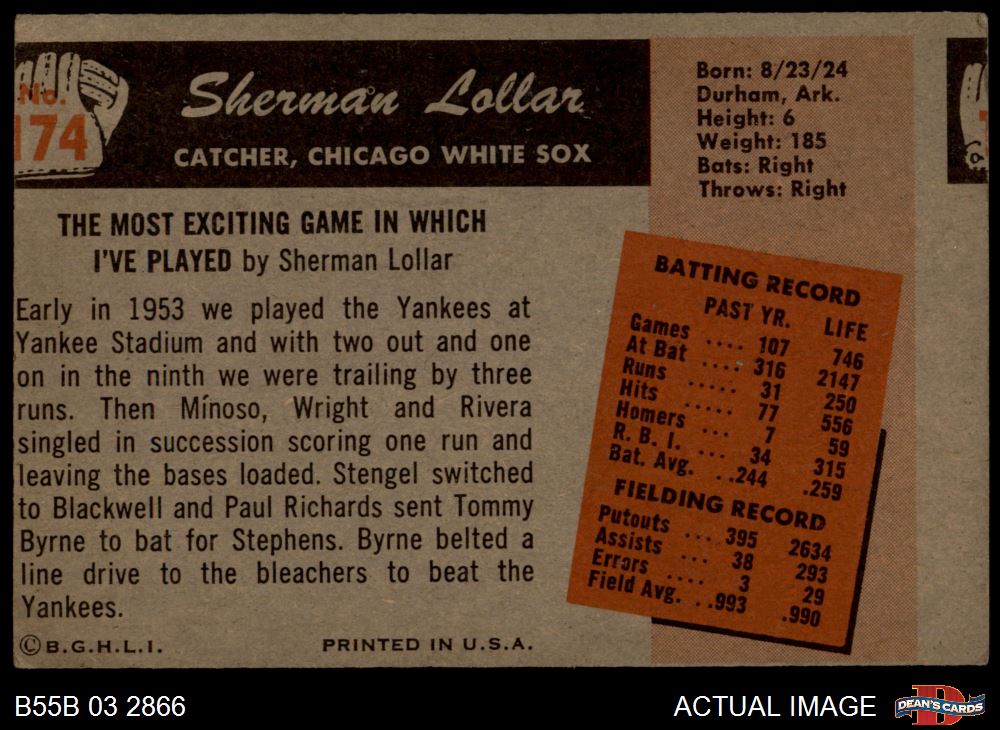 No.
174
Sherman Lollar
CATCHER, CHICAGO WHITE SOX
Born: 8/23/24
Durham, Ark.
Height: 6
Weight: 185
Bats: Right
Throws: Right
THE MOST EXCITING GAME IN WHICH
I'VE PLAYED by Sherman Lollar
Early in 1953 we played the Yankees at
Yankee Stadium and with two out and one
on in the ninth we were trailing by three
runs. Then Mínoso, Wright and Rivera
singled in succession scoring one run and
leaving the bases loaded. Stengel switched
to Blackwell and Paul Richards sent Tommy
Byrne to bat for Stephens. Byrne belted a
line drive to the bleachers to beat the
Yankees.
©B.G.H.L.I. PRINTED IN U.S.A.
BATTING RECORD
PAST YR. LIFE
Games .... 107 746
At Bat .... 316 2147
Runs ..... 31 250
Hits ..... 77 556
Homers ... 7 59
R. B. I. ... 34 315
Bat. Avg. ..244 .259
FIELDING RECORD
Putouts ... 395 2634
Assists ... 38 293
Errors .... 3 29
Field Avg. ..993 .990
B55B 03 2866 ACTUAL IMAGE
DEAN'S CARDS